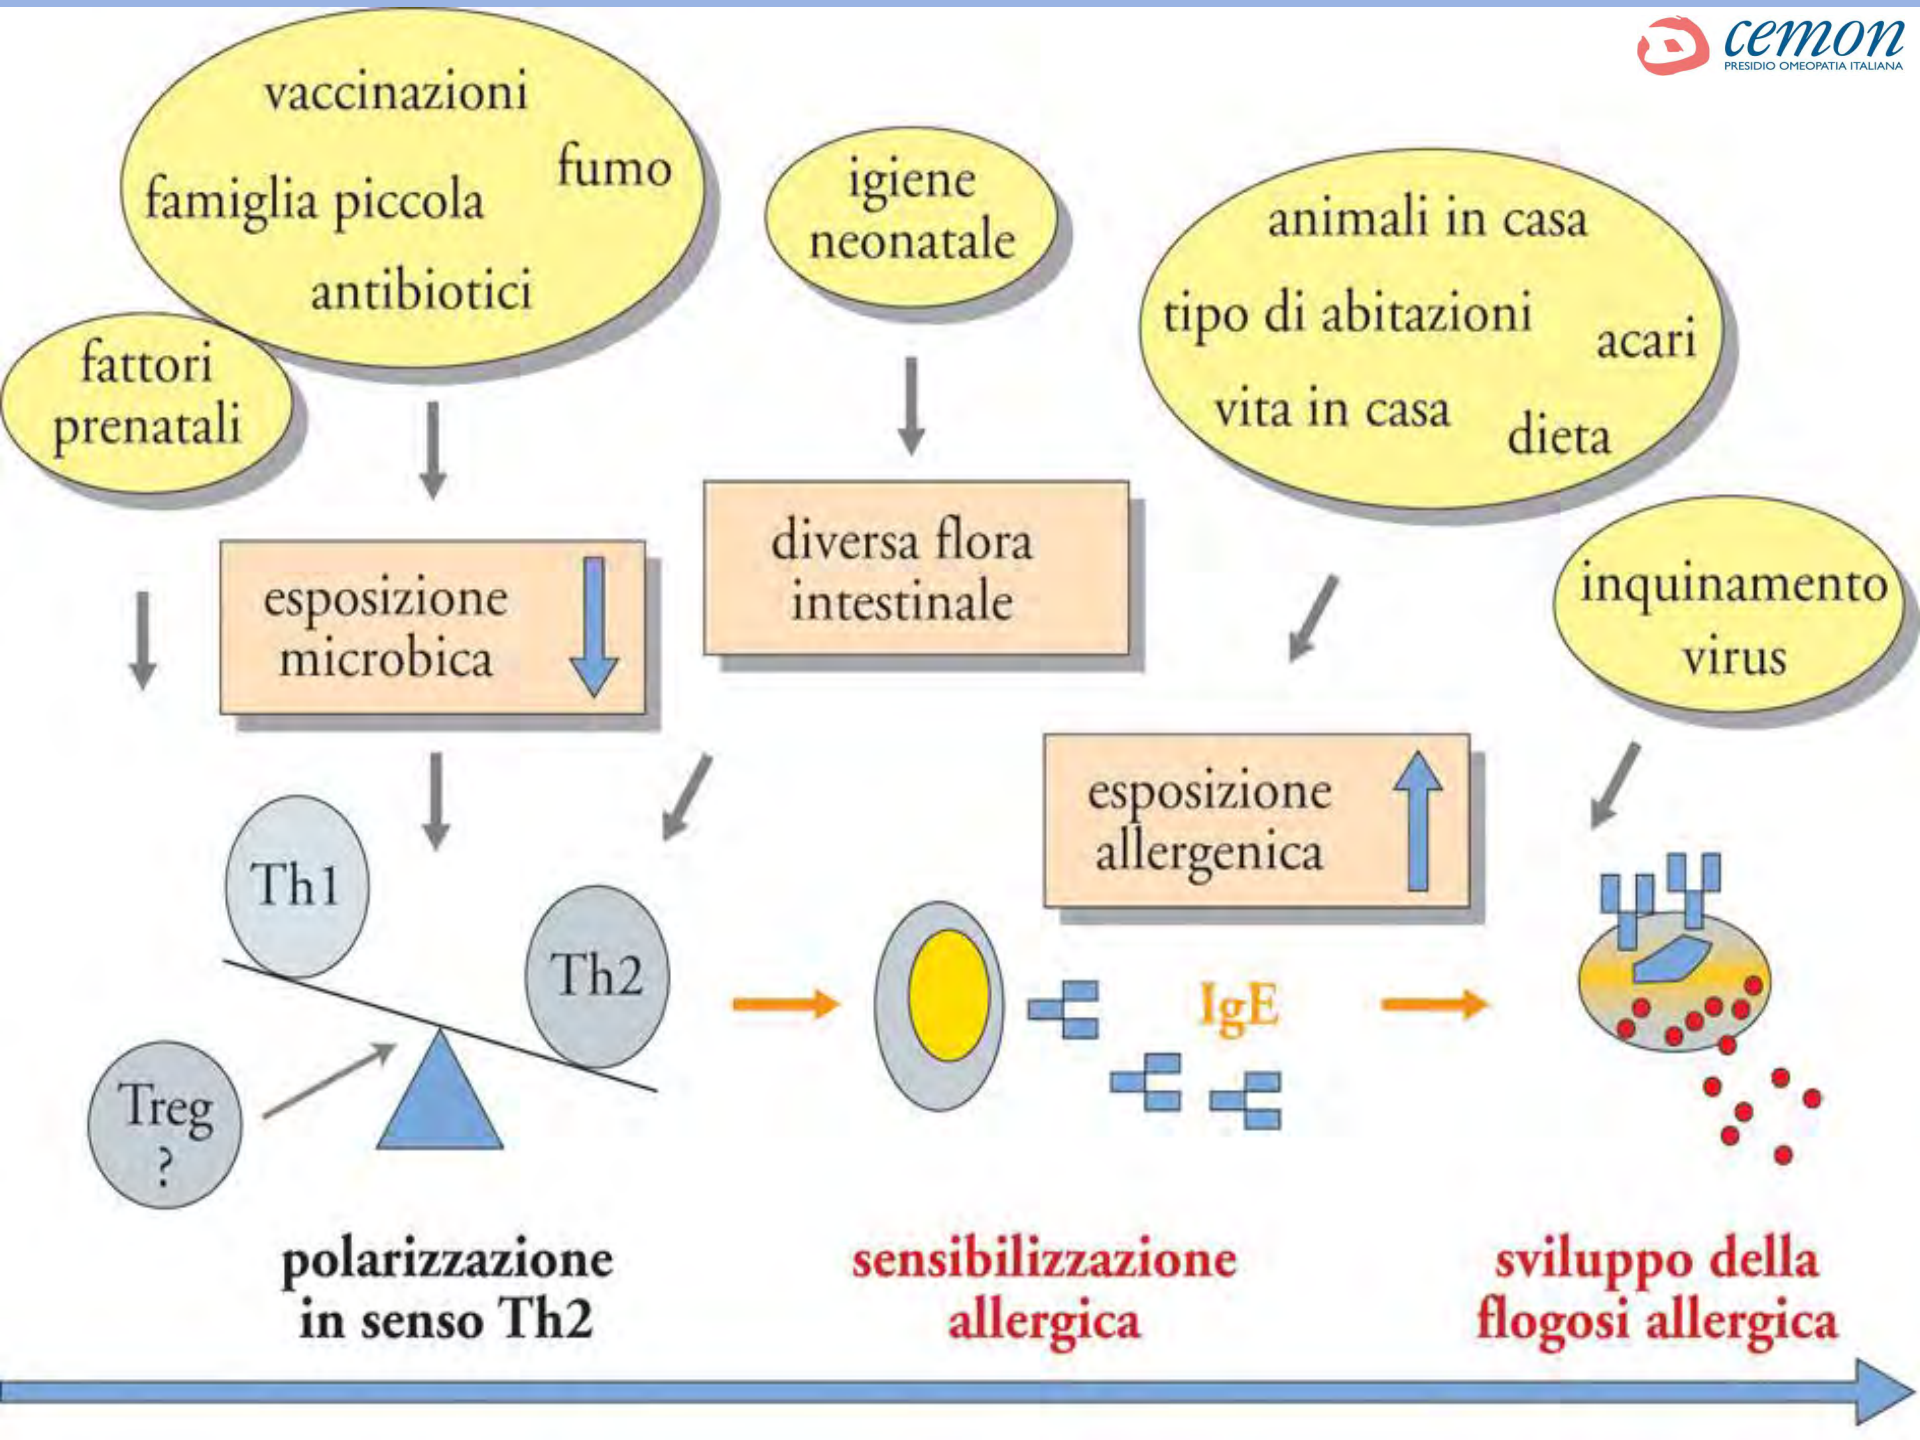 cemon
PRESIDIO OMEOPATIA ITALIANA
vaccinazioni
fumo
famiglia piccola
antibiotici
fattori
prenatali
igiene
neonatale
animali in casa
tipo di abitazioni
acari
vita in casa
dieta
inquinamento
virus
esposizione
microbica
diversa flora
intestinale
esposizione
allergenica
Th1
Th2
Treg
?
IgE
polarizzazione
in senso Th2
sensibilizzazione
allergica
sviluppo della
flogosi allergica